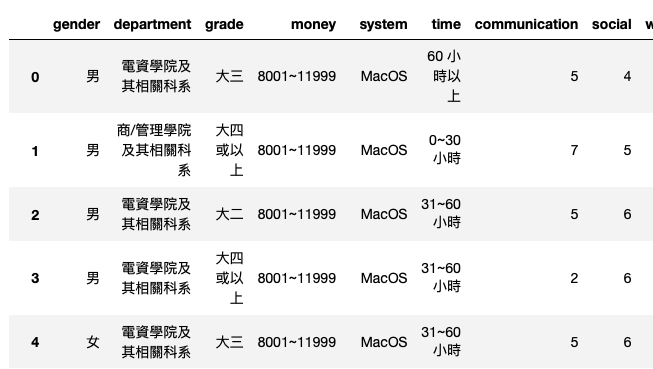 gender department grade money system time communication social w
0 男 電資學院及其相關科系 大三 8001~11999 MacOS 60 小時以上 5 4
1 男 商/管理學院及其相關科系 大四或以上 8001~11999 MacOS 0~30 小時 7 5
2 男 電資學院及其相關科系 大二 8001~11999 MacOS 31~60 小時 5 6
3 男 電資學院及其相關科系 大四或以上 8001~11999 MacOS 31~60 小時 2 6
4 女 電資學院及其相關科系 大三 8001~11999 MacOS 31~60 小時 5 6